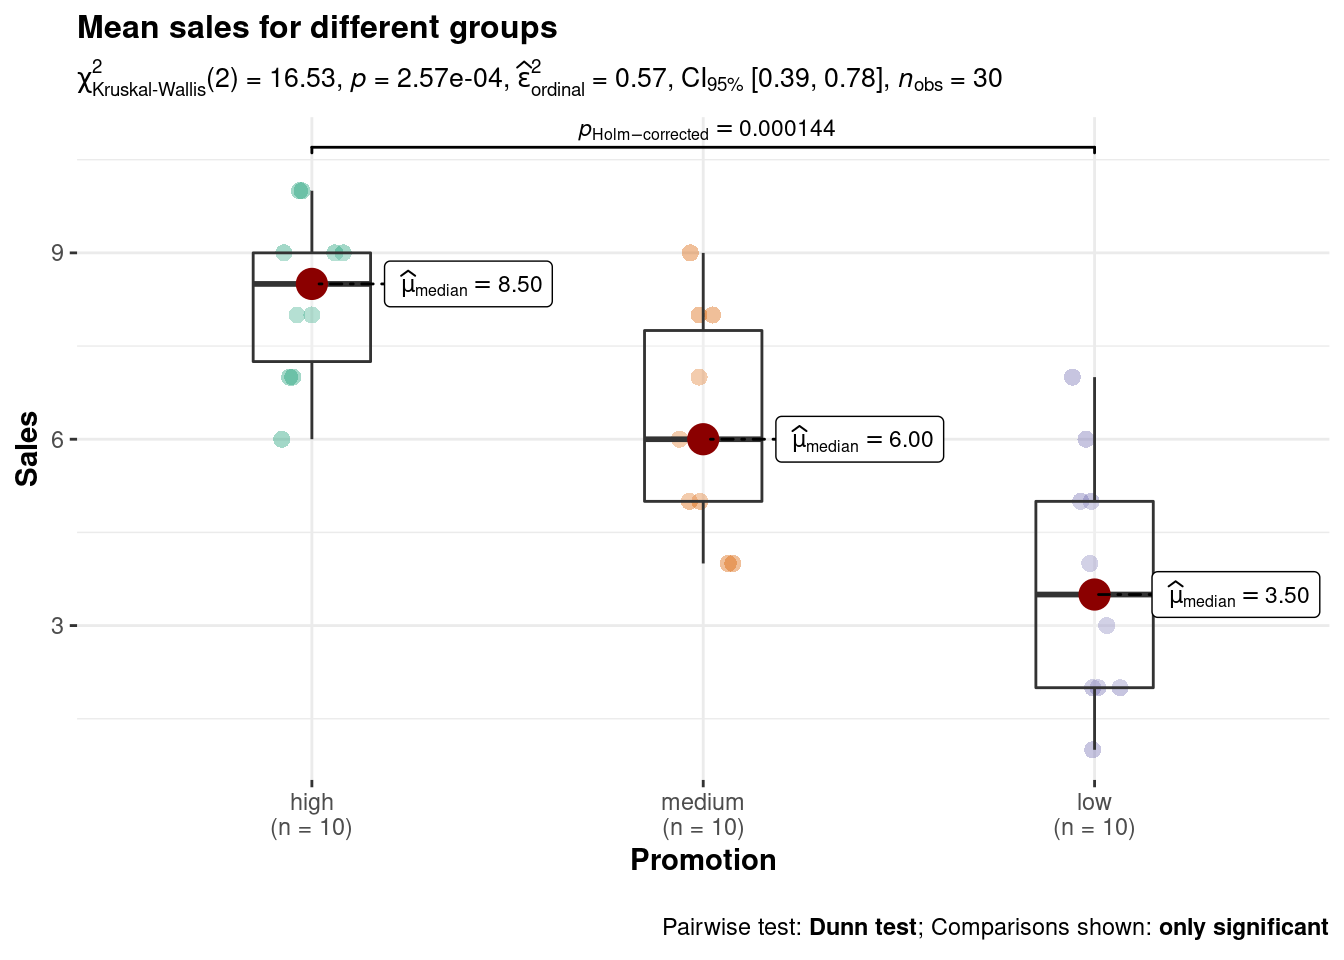 Mean sales for different groups
χ²Kruskal-Wallis(2) = 16.53, p = 2.57e-04, ε̂²ordinal = 0.57, CI95% [0.39, 0.78], nobs = 30
pHolm−corrected = 0.000144
9
6
3
μ̂median = 8.50
μ̂median = 6.00
μ̂median = 3.50
Sales
high
(n = 10)
medium
(n = 10)
low
(n = 10)
Promotion
Pairwise test: Dunn test; Comparisons shown: only significant